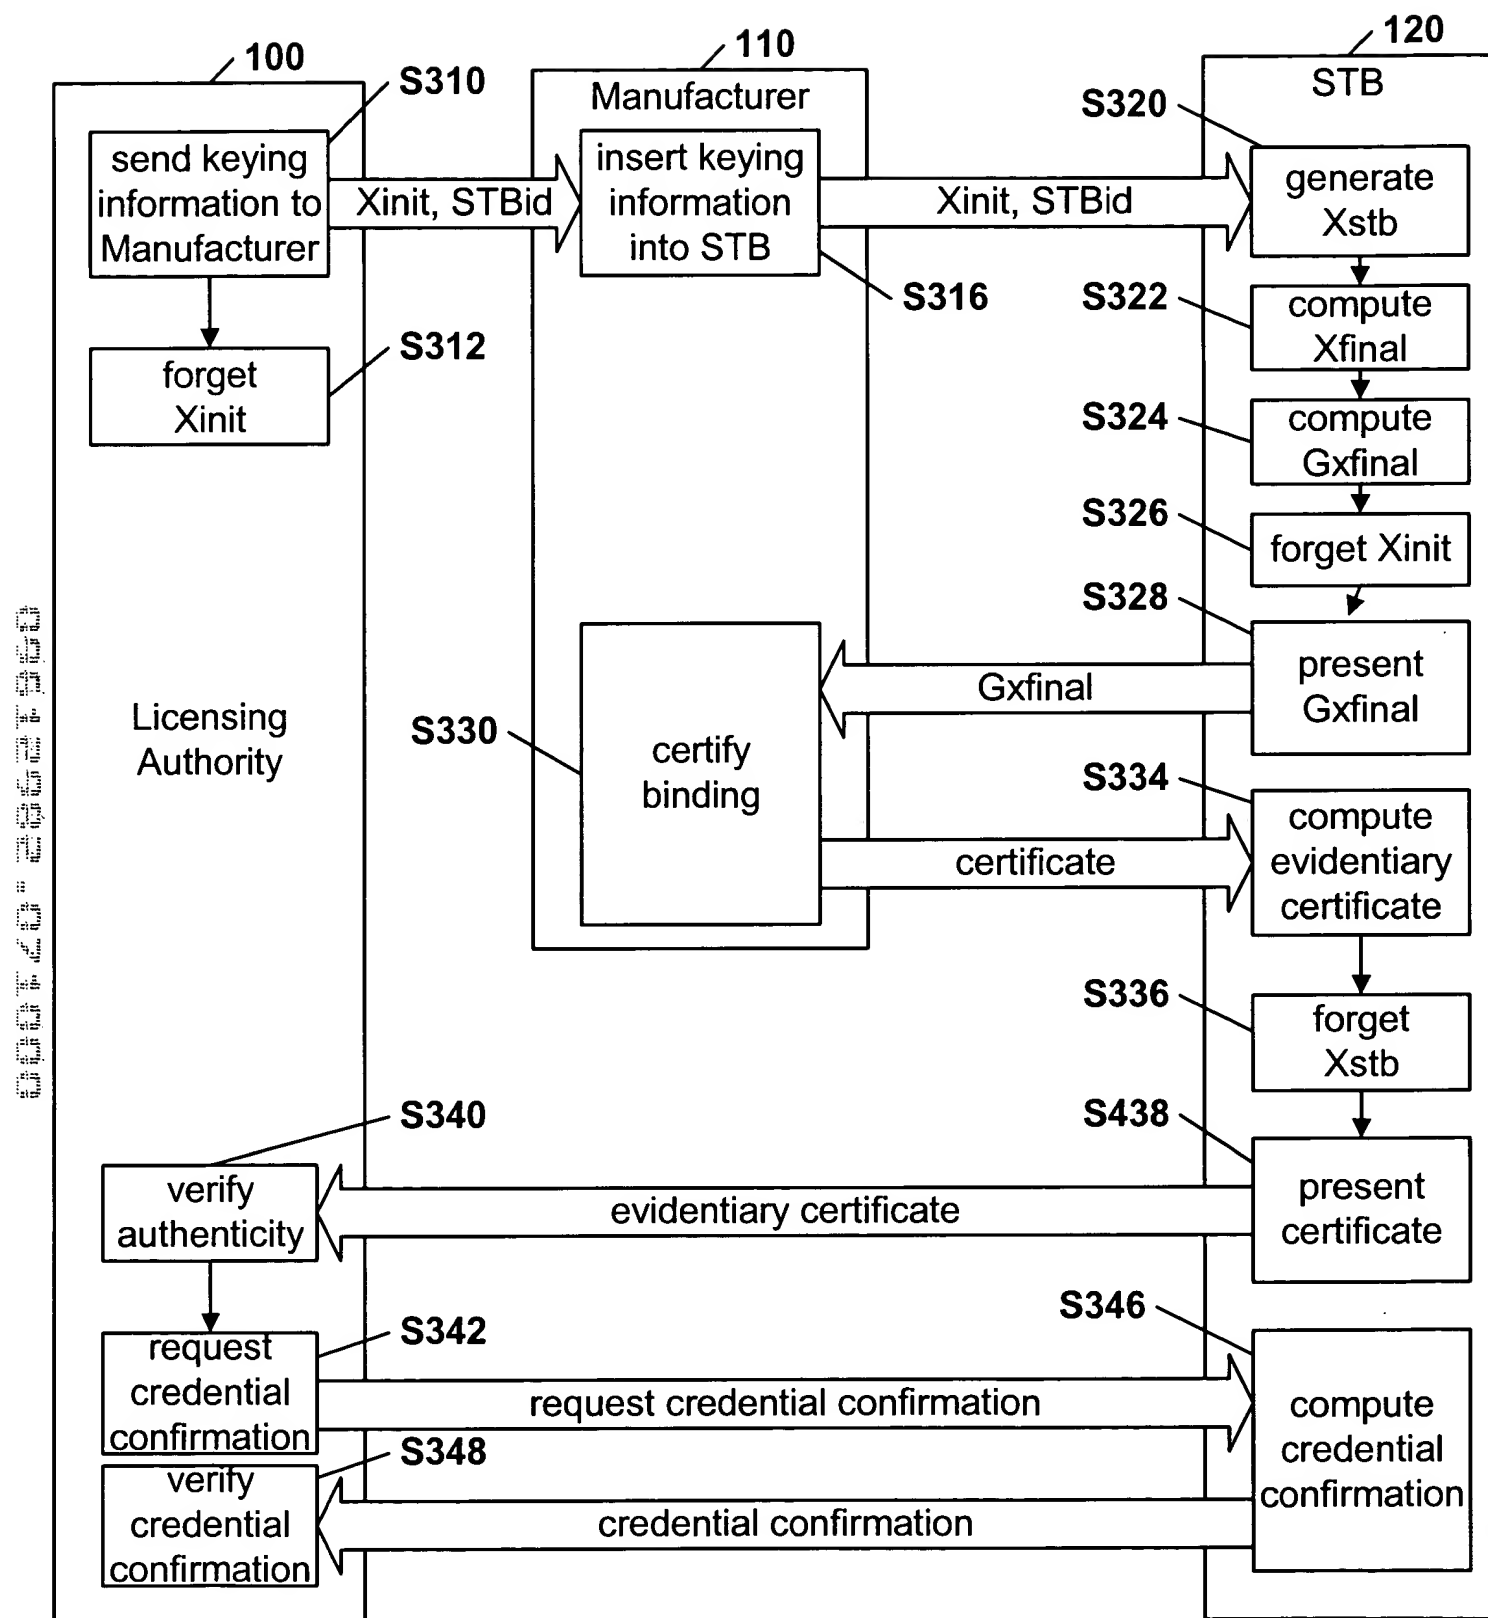 100
110
120
S310
Manufacturer
STB
S320
send keying
information to
Manufacturer
Xinit, STBid
insert keying
information
into STB
Xinit, STBid
generate
Xstb
S316
S312
forget
Xinit
S322
compute
Xfinal
S324
compute
Gxfinal
S326
forget Xinit
S328
present
Gxfinal
Gxfinal
Licensing
Authority
S330
certify
binding
S334
compute
evidentiary
certificate
certificate
S336
forget
Xstb
S340
S438
verify
authenticity
evidentiary certificate
present
certificate
S342
S346
request
credential
confirmation
request credential confirmation
compute
credential
confirmation
S348
verify
credential
confirmation
credential confirmation